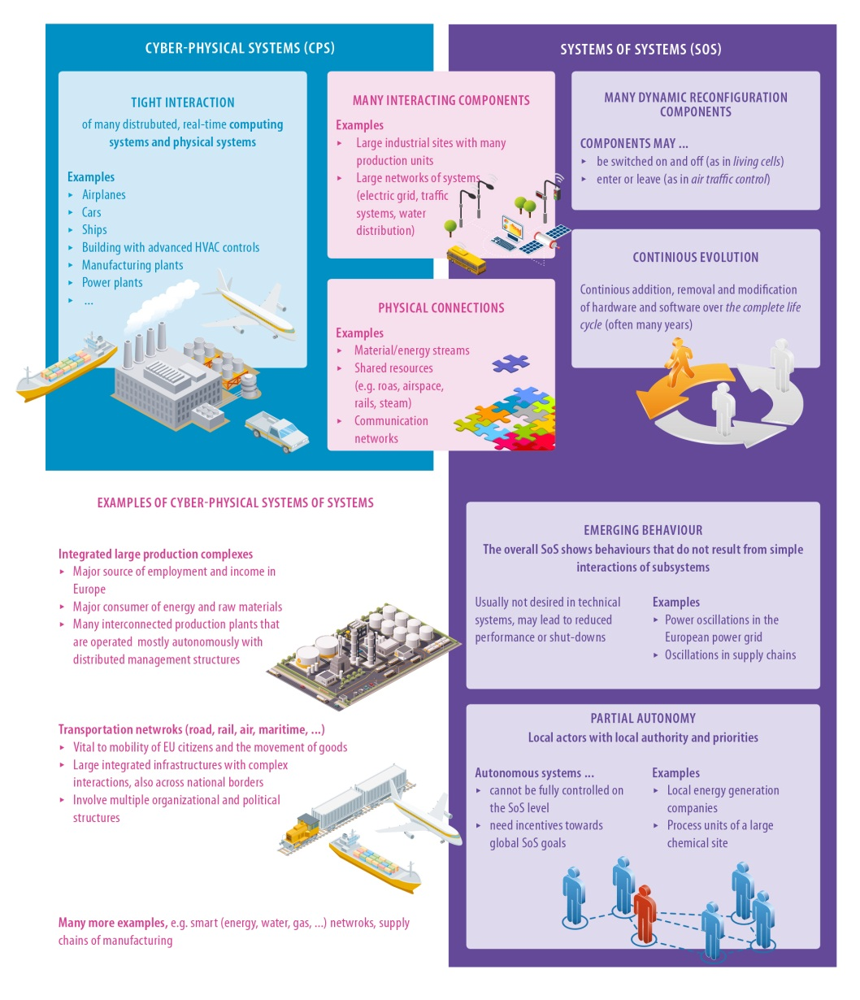 CYBER-PHYSICAL SYSTEMS (CPS)
TIGHT INTERACTION
of many distrubuted, real-time computing
systems and physical systems
Examples
‣ Airplanes
‣ Cars
‣ Ships
‣ Building with advanced HVAC controls
‣ Manufacturing plants
‣ Power plants
‣ ...
MANY INTERACTING COMPONENTS
Examples
‣ Large industrial sites with many
production units
‣ Large networks of systems
(electric grid, traffic
systems, water
distribution)
PHYSICAL CONNECTIONS
Examples
‣ Material/energy streams
‣ Shared resources
(e.g. roas, airspace,
rails, steam)
‣ Communication
networks
SYSTEMS OF SYSTEMS (SOS)
MANY DYNAMIC RECONFIGURATION
COMPONENTS
COMPONENTS MAY ...
‣ be switched on and off (as in living cells)
‣ enter or leave (as in air traffic control)
CONTINIOUS EVOLUTION
Continious addition, removal and modification
of hardware and software over the complete life
cycle (often many years)
EXAMPLES OF CYBER-PHYSICAL SYSTEMS OF SYSTEMS
Integrated large production complexes
‣ Major source of employment and income in
Europe
‣ Major consumer of energy and raw materials
‣ Many interconnected production plants that
are operated mostly autonomously with
distributed management structures
Transportation netwroks (road, rail, air, maritime, ...)
‣ Vital to mobility of EU citizens and the movement of goods
‣ Large integrated infrastructures with complex
interactions, also across national borders
‣ Involve multiple organizational and political
structures
Many more examples, e.g. smart (energy, water, gas, ...) netwroks, supply
chains of manufacturing
EMERGING BEHAVIOUR
The overall SoS shows behaviours that do not result from simple
interactions of subsystems
Usually not desired in technical
systems, may lead to reduced
performance or shut-downs
Examples
‣ Power oscillations in the
European power grid
‣ Oscillations in supply chains
PARTIAL AUTONOMY
Local actors with local authority and priorities
Autonomous systems ...
‣ cannot be fully controlled on
the SoS level
‣ need incentives towards
global SoS goals
Examples
‣ Local energy generation
companies
‣ Process units of a large
chemical site